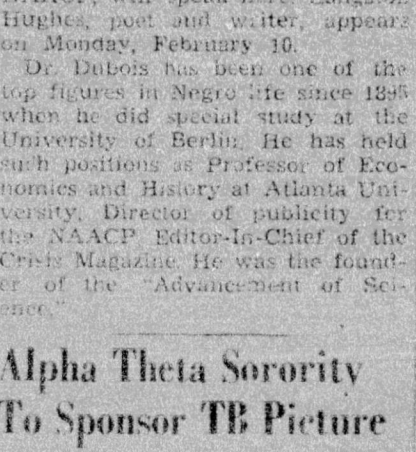 will speak here. Langston
Hughes, poet and writer, appears
on Monday, February 10.
Dr. Dubois has been one of the
top figures in Negro life since 1895
when he did special study at the
University of Berlin. He has held
such positions as Professor of Eco-
nomics and History at Atlanta Uni-
versity, Director of publicity for
the NAACP, Editor-In-Chief of the
Crisis Magazine. He was the found-
er of the "Advancement of Sci-
ence."
Alpha Theta Sorority
To Sponsor TB Picture